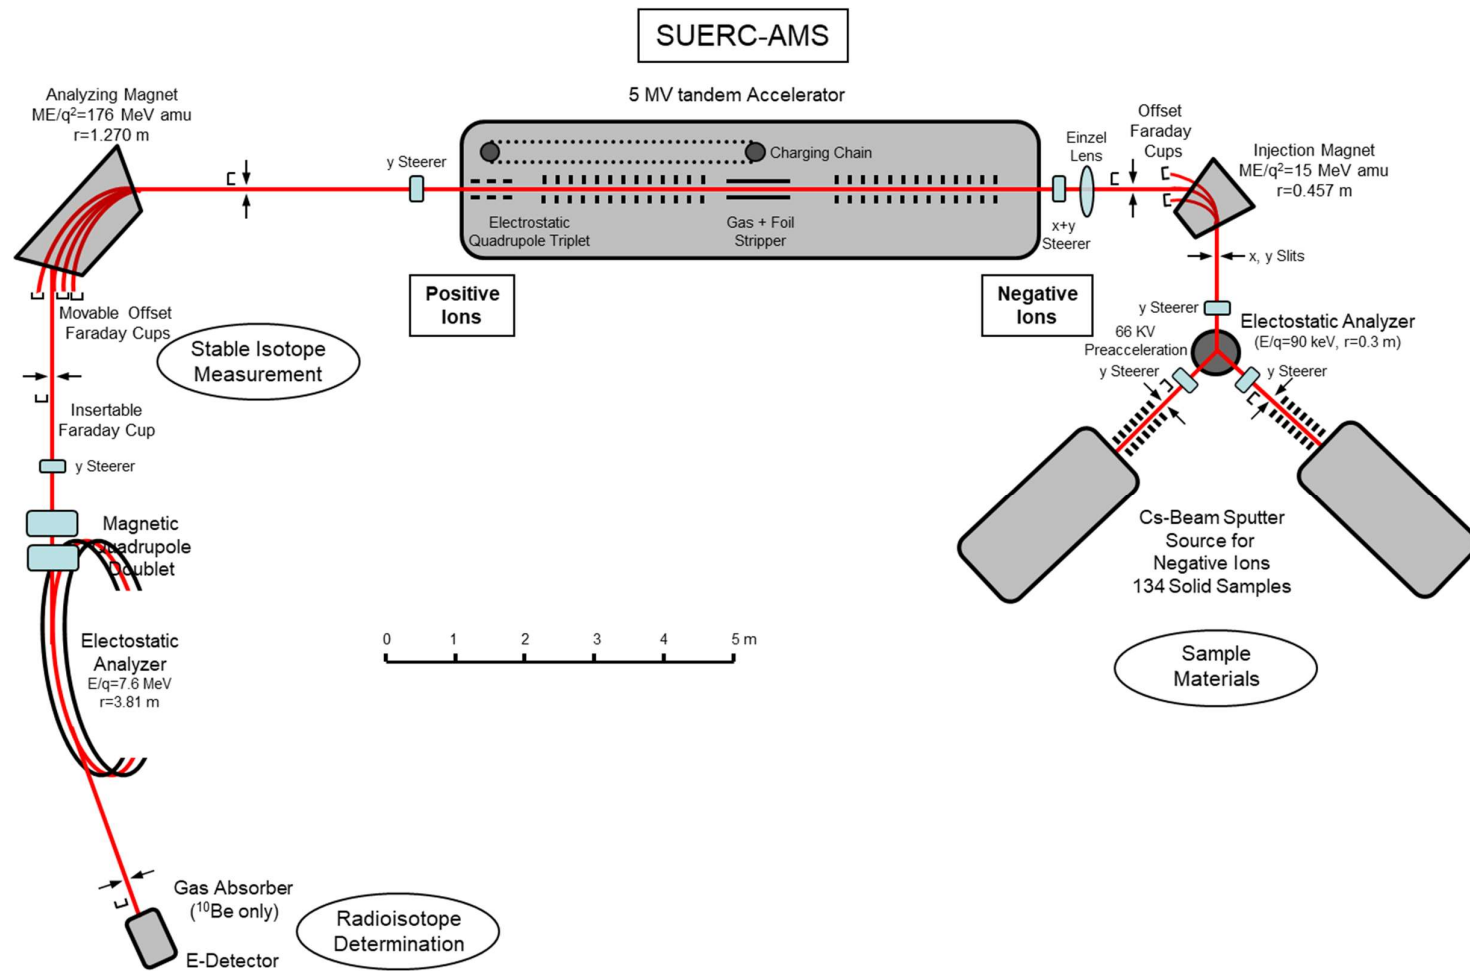 SUERC-AMS
5 MV tandem Accelerator
Analyzing Magnet
ME/q²=176 MeV amu
r=1.270 m
y Steerer
Charging Chain
Electrostatic
Quadrupole Triplet
Gas + Foil
Stripper
Einzel
Lens
x+y
Steerer
Offset
Faraday
Cups
Injection Magnet
ME/q²=15 MeV amu
r=0.457 m
x, y Slits
Positive
Ions
Negative
Ions
y Steerer
66 KV
Preacceleration
y Steerer
Electostatic Analyzer
(E/q=90 keV, r=0.3 m)
y Steerer
Movable Offset
Faraday Cups
Stable Isotope
Measurement
Insertable
Faraday Cup
y Steerer
Magnetic
Quadrupole
Doublet
Electostatic
Analyzer
E/q=7.6 MeV
r=3.81 m
0 1 2 3 4 5 m
Cs-Beam Sputter
Source for
Negative Ions
134 Solid Samples
Sample
Materials
Gas Absorber
(¹⁰Be only)
E-Detector
Radioisotope
Determination